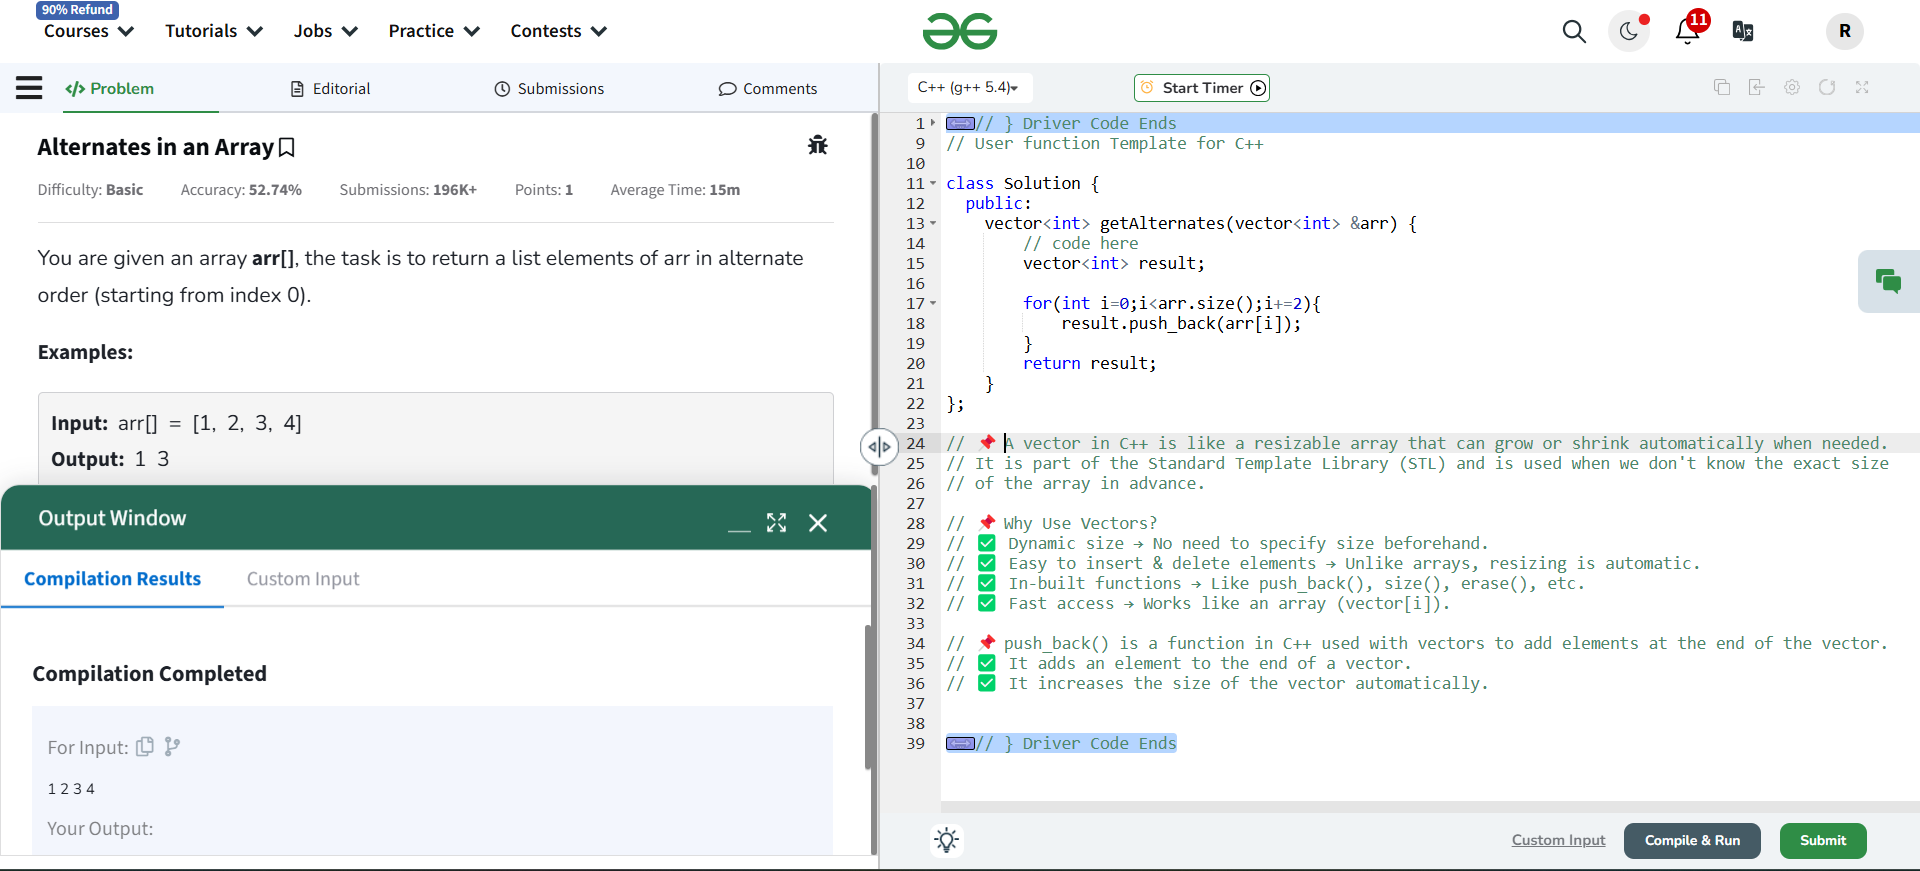 90% Refund
Courses
Tutorials
Jobs
Practice
Contests
11
R
</> Problem
Editorial
Submissions
Comments
C++ (g++ 5.4)
Start Timer
Alternates in an Array
Difficulty: Basic Accuracy: 52.74% Submissions: 196K+ Points: 1 Average Time: 15m
You are given an array arr[], the task is to return a list elements of arr in alternate
order (starting from index 0).
Examples:
Input: arr[] = [1, 2, 3, 4]
Output: 1 3
Output Window
Compilation Results
Custom Input
Compilation Completed
For Input:
1 2 3 4
Your Output:
1 // } Driver Code Ends
9 // User function Template for C++
10
11 class Solution {
12 public:
13 vector<int> getAlternates(vector<int> &arr) {
14 // code here
15 vector<int> result;
16
17 for(int i=0;i<arr.size();i+=2){
18 result.push_back(arr[i]);
19 }
20 return result;
21 }
22 };
23
24 // 📌 A vector in C++ is like a resizable array that can grow or shrink automatically when needed.
25 // It is part of the Standard Template Library (STL) and is used when we don't know the exact size
26 // of the array in advance.
27
28 // 📌 Why Use Vectors?
29 // ✅ Dynamic size → No need to specify size beforehand.
30 // ✅ Easy to insert & delete elements → Unlike arrays, resizing is automatic.
31 // ✅ In-built functions → Like push_back(), size(), erase(), etc.
32 // ✅ Fast access → Works like an array (vector[i]).
33
34 // 📌 push_back() is a function in C++ used with vectors to add elements at the end of the vector.
35 // ✅ It adds an element to the end of a vector.
36 // ✅ It increases the size of the vector automatically.
37
38
39 // } Driver Code Ends
Custom Input
Compile & Run
Submit